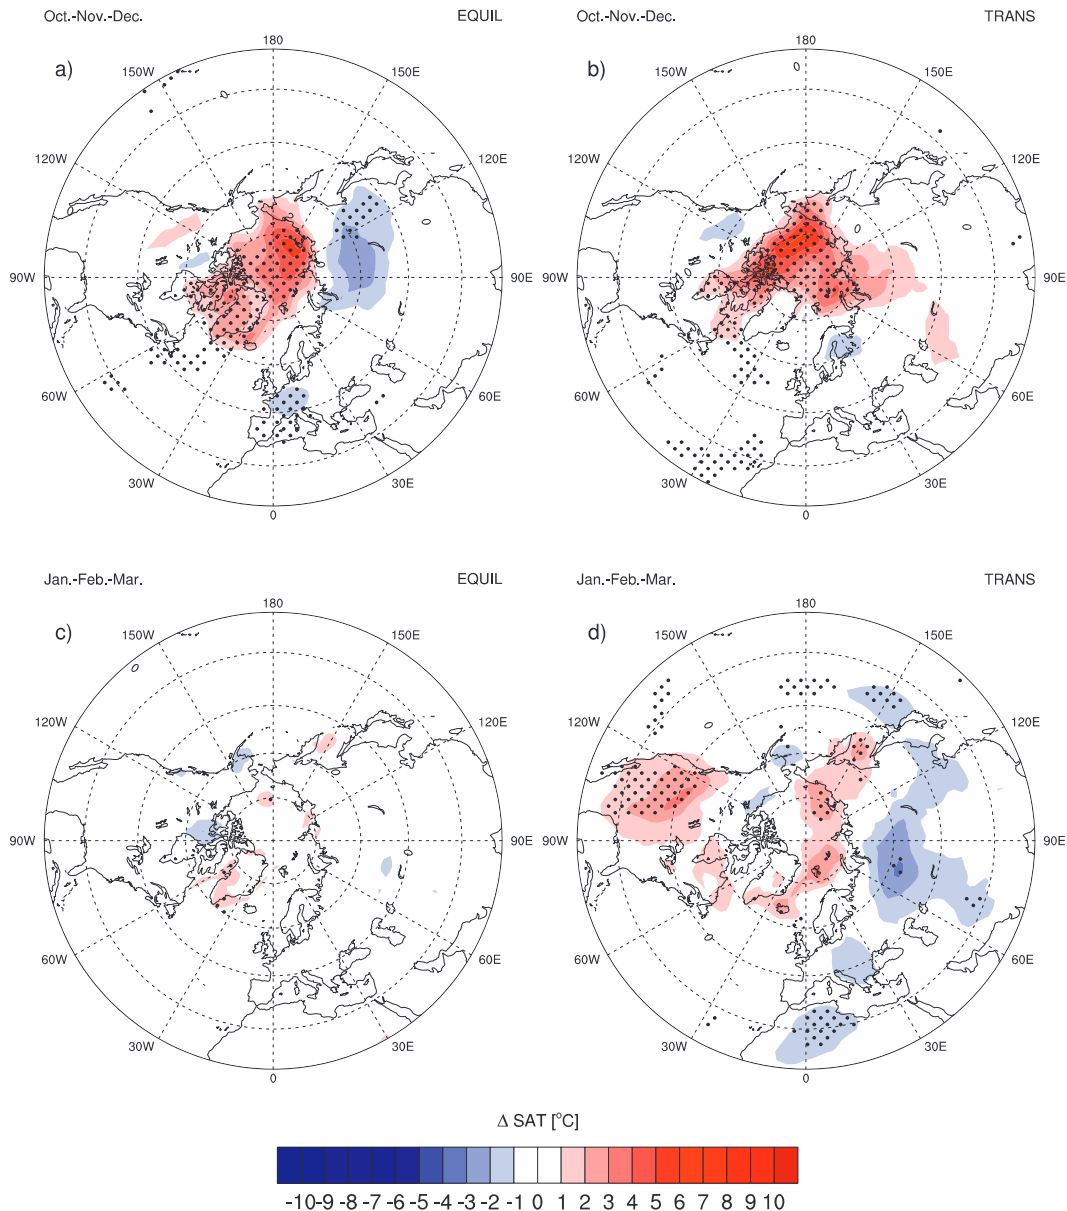 Oct.-Nov.-Dec. EQUIL
a)
180
150W 150E
120W 120E
90W 90E
60W 60E
30W 30E
0
Oct.-Nov.-Dec. TRANS
b)
180
150W 150E
120W 120E
90W 90E
60W 60E
30W 30E
0
Jan.-Feb.-Mar. EQUIL
c)
180
150W 150E
120W 120E
90W 90E
60W 60E
30W 30E
0
Jan.-Feb.-Mar. TRANS
d)
180
150W 150E
120W 120E
90W 90E
60W 60E
30W 30E
0
Δ SAT [°C]
-10 -9 -8 -7 -6 -5 -4 -3 -2 -1 0 1 2 3 4 5 6 7 8 9 10